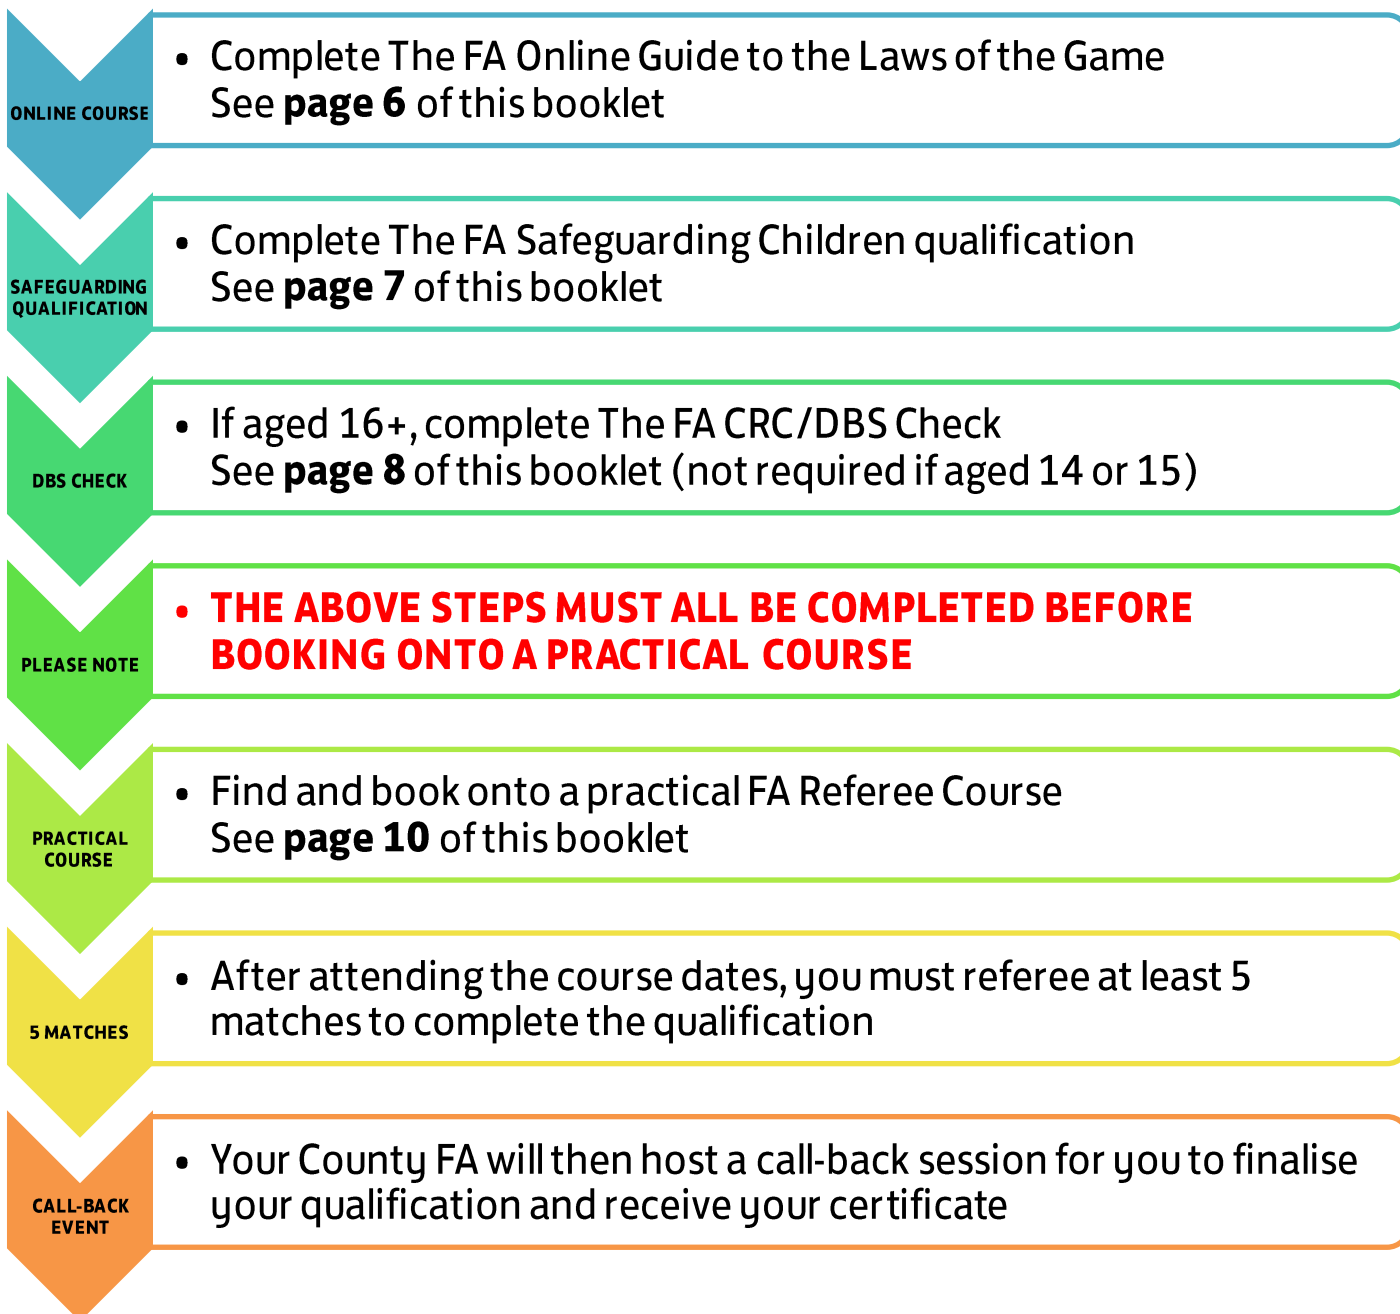 ONLINE COURSE
• Complete The FA Online Guide to the Laws of the Game
See page 6 of this booklet
SAFEGUARDING
QUALIFICATION
• Complete The FA Safeguarding Children qualification
See page 7 of this booklet
DBS CHECK
• If aged 16+, complete The FA CRC/DBS Check
See page 8 of this booklet (not required if aged 14 or 15)
PLEASE NOTE
• THE ABOVE STEPS MUST ALL BE COMPLETED BEFORE
BOOKING ONTO A PRACTICAL COURSE
PRACTICAL
COURSE
• Find and book onto a practical FA Referee Course
See page 10 of this booklet
5 MATCHES
• After attending the course dates, you must referee at least 5
matches to complete the qualification
CALL-BACK
EVENT
• Your County FA will then host a call-back session for you to finalise
your qualification and receive your certificate